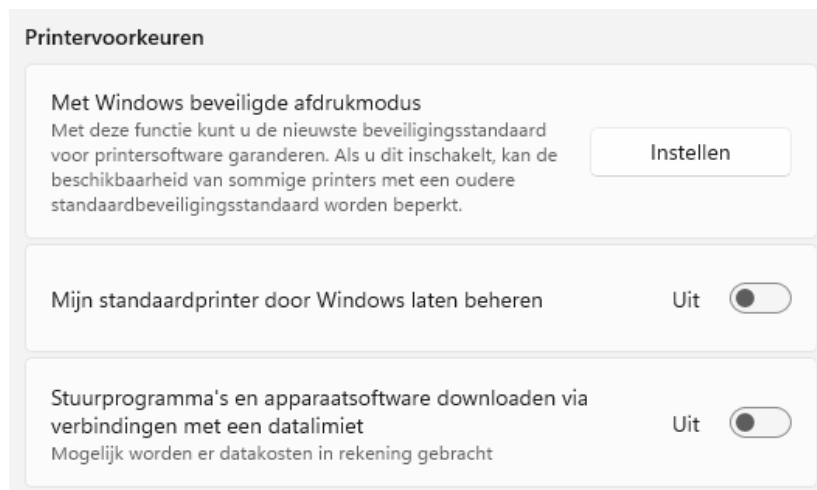 Printervoorkeuren
Met Windows beveiligde afdrukmodus
Met deze functie kunt u de nieuwste beveiligingsstandaard
voor printersoftware garanderen. Als u dit inschakelt, kan de
beschikbaarheid van sommige printers met een oudere
standaardbeveiligingsstandaard worden beperkt.
Instellen
Mijn standaardprinter door Windows laten beheren
Uit
Stuurprogramma's en apparaatsoftware downloaden via
verbindingen met een datalimiet
Mogelijk worden er datakosten in rekening gebracht
Uit